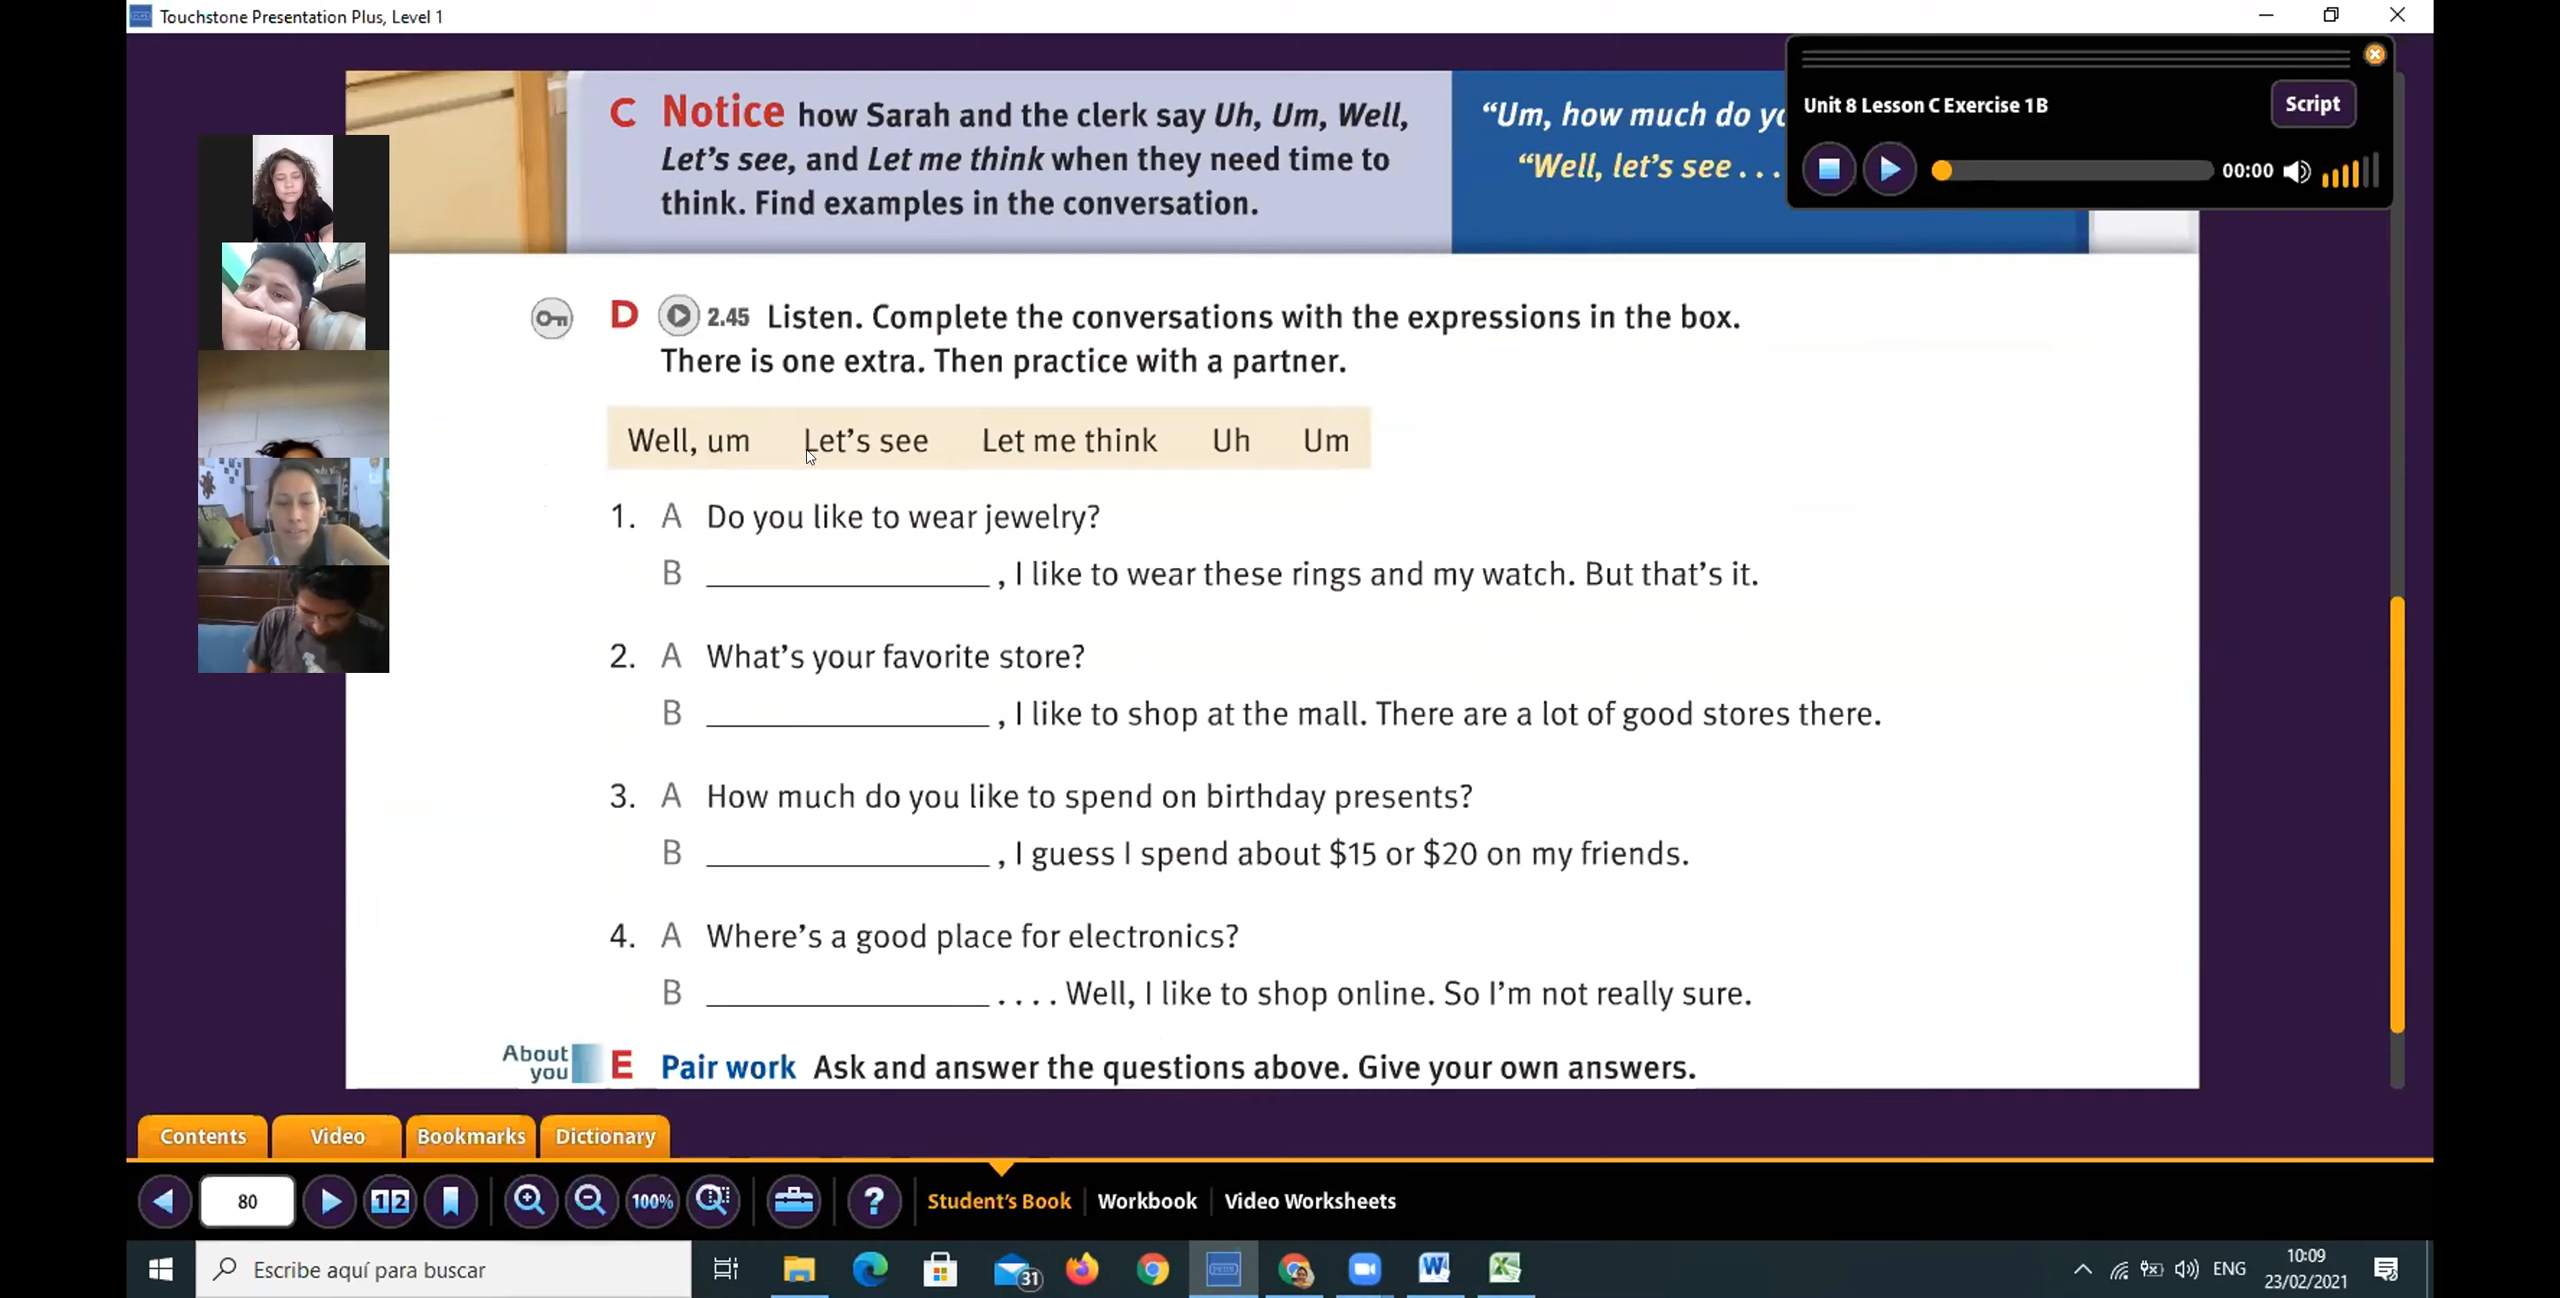 Touchstone Presentation Plus, Level 1
C Notice how Sarah and the clerk say Uh, Um, Well,
Let's see, and Let me think when they need time to
think. Find examples in the conversation.
"Um, how much do yo
"Well, let's see . . .
Unit 8 Lesson C Exercise 1B
Script
00:00
D 2.45 Listen. Complete the conversations with the expressions in the box.
There is one extra. Then practice with a partner.
Well, um Let's see Let me think Uh Um
1. A Do you like to wear jewelry?
B ____________ , I like to wear these rings and my watch. But that's it.
2. A What's your favorite store?
B ____________ , I like to shop at the mall. There are a lot of good stores there.
3. A How much do you like to spend on birthday presents?
B ____________ , I guess I spend about $15 or $20 on my friends.
4. A Where's a good place for electronics?
B ____________ . . . . Well, I like to shop online. So I'm not really sure.
About
you
E Pair work Ask and answer the questions above. Give your own answers.
Contents Video Bookmarks Dictionary
80 1 2 100% ? Student's Book Workbook Video Worksheets
Escribe aquí para buscar
31
ENG
10:09
23/02/2021